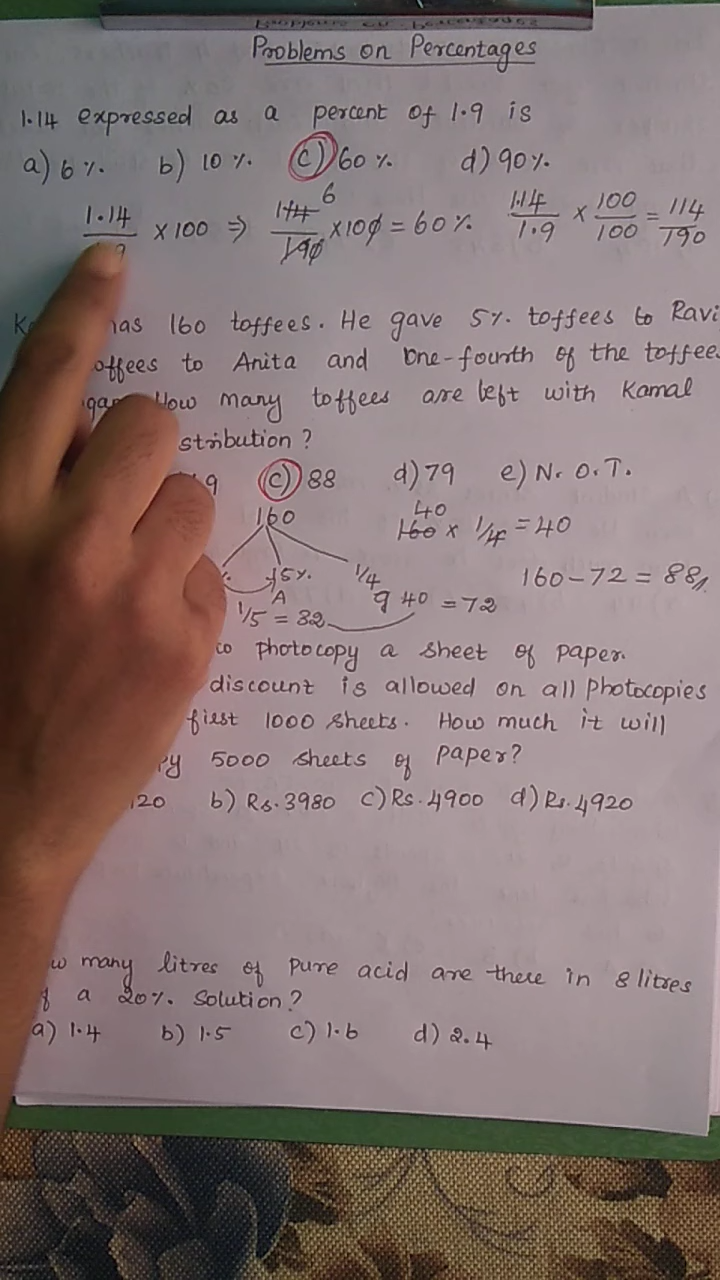 Problems on Percentages
1.14 expressed as a percent of 1.9 is
a) 6 %. b) 10 %. (c) 60 %. d) 90%.
1.14 / 1.9 × 100 ⇒ 114 / 190 × 100 = 60 % 6 1.14 / 1.9 × 100 / 100 = 114 / 190
has 160 toffees. He gave 5%. toffees to Ravi
to Anita and one-fourth of the toffee
How many toffees are left with Kamal
?
(c) 88 d) 79 e) N. O. T.
160 40 160 × 1/4 = 40
15%. 1/4 160 - 72 = 88
A 9 40 = 72
1/5 = 32
photocopy a sheet of paper.
discount is allowed on all photocopies
first 1000 sheets. How much it will
5000 sheets of paper?
b) Rs. 3980 c) Rs. 4900 d) Rs. 4920
many litres of pure acid are there in 8 litres
a 20%. solution?
a) 1.4 b) 1.5 c) 1.6 d) 2.4